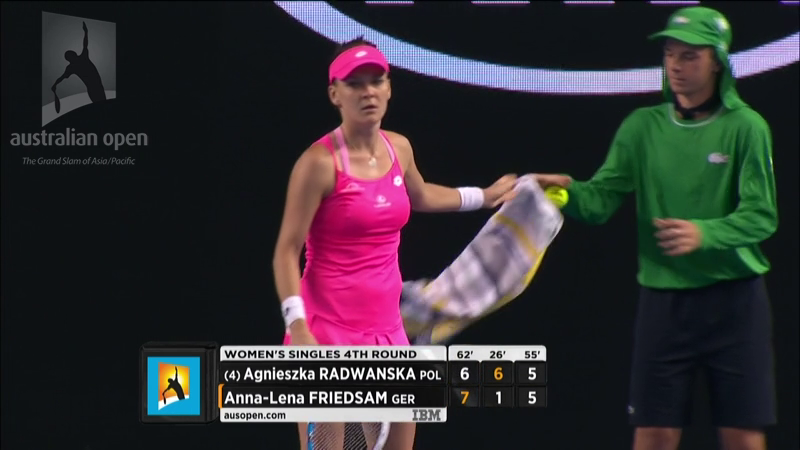 australian open
The Grand Slam of Asia/Pacific
WOMEN'S SINGLES 4TH ROUND 62' 26' 55'
(4) Agnieszka RADWANSKA POL 6 6 5
Anna-Lena FRIEDSAM GER 7 1 5
ausopen.com IBM